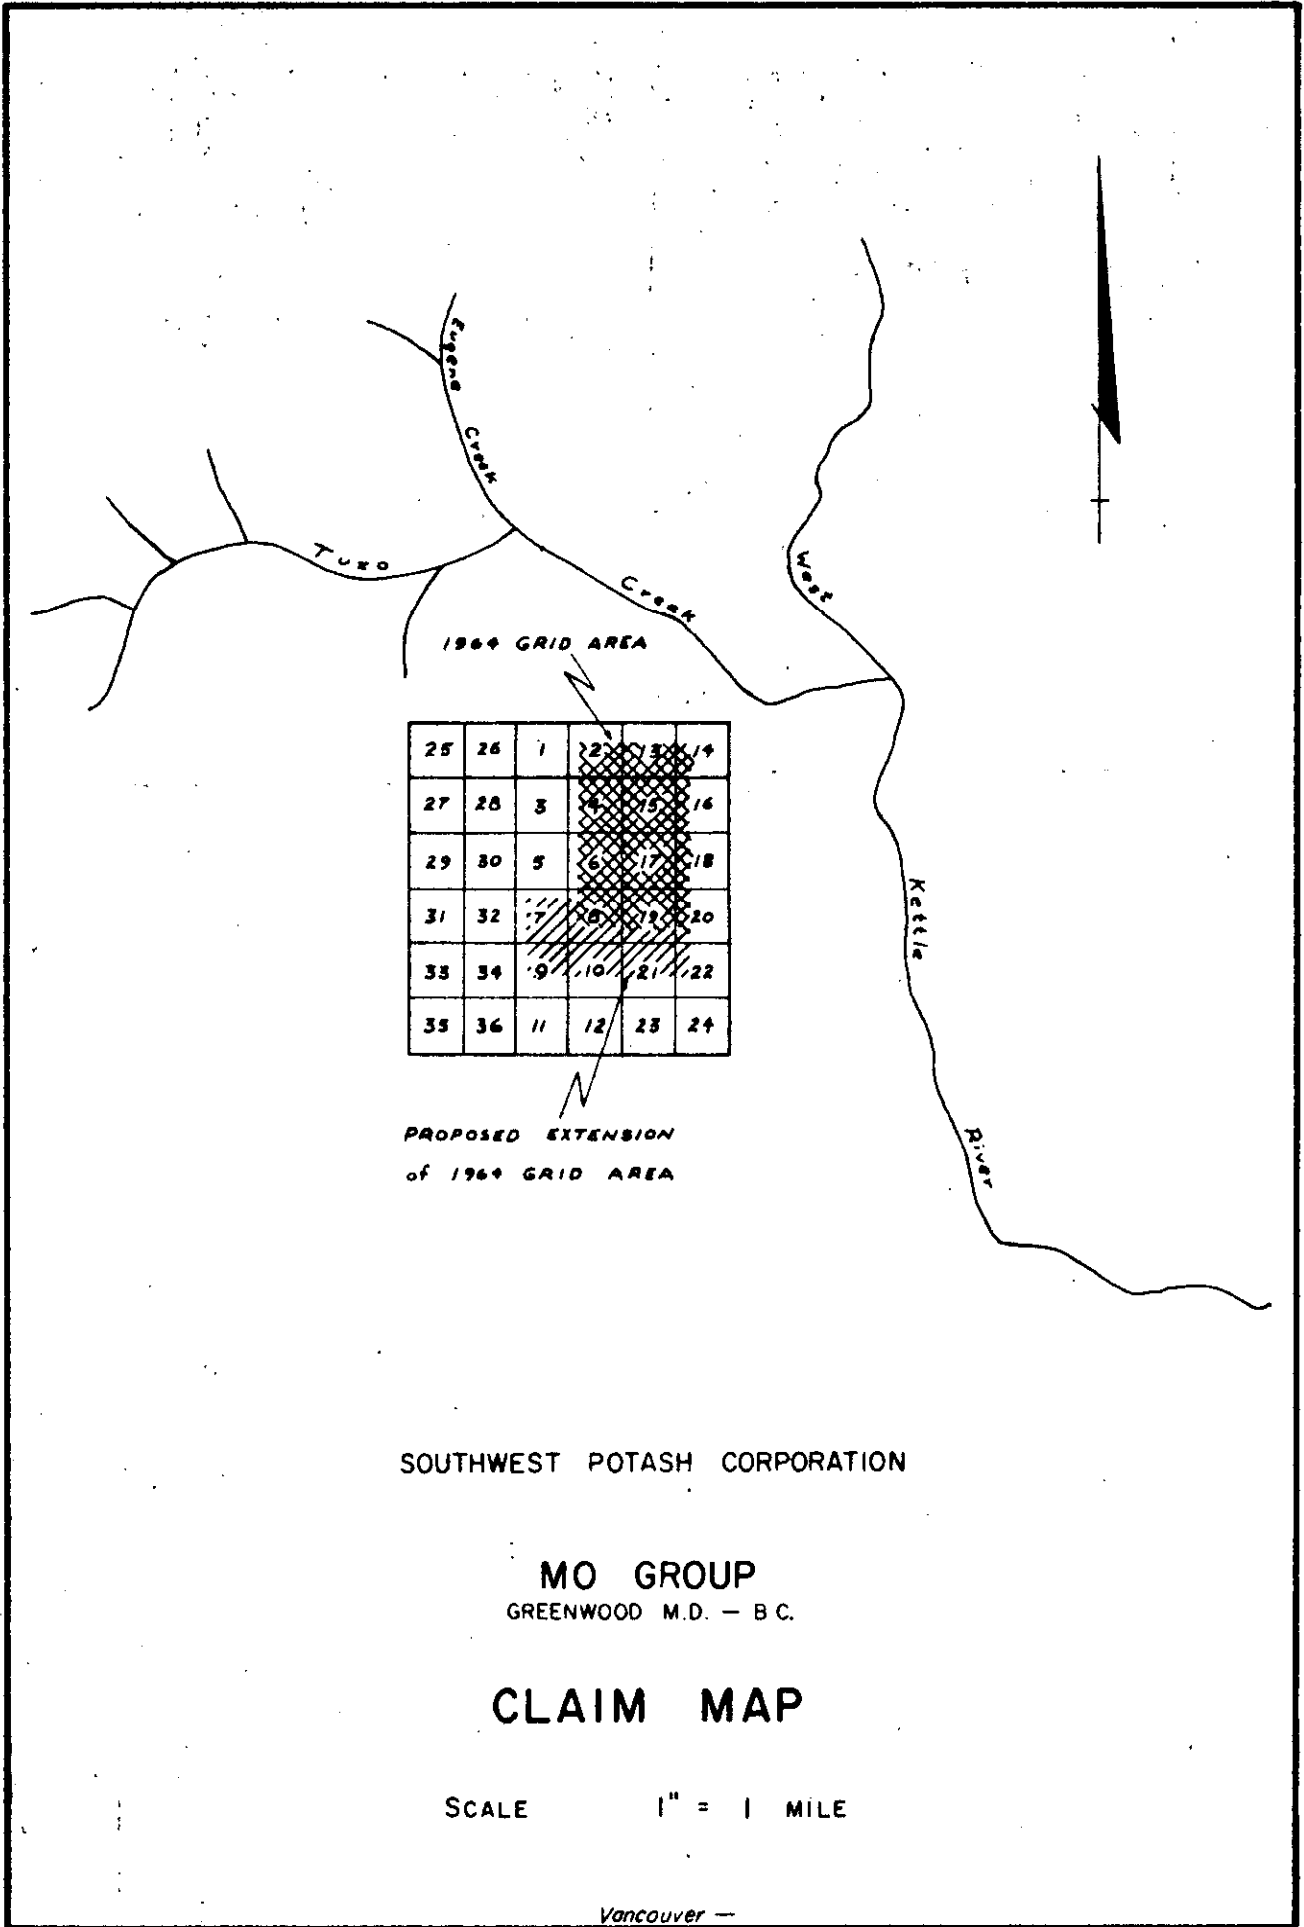 Eugene Creek
Tuzo Creek
West Kettle River
1964 GRID AREA
25 26 1 2 13 14
27 28 3 4 15 16
29 30 5 6 17 18
31 32 7 8 19 20
33 34 9 10 21 22
35 36 11 12 23 24
PROPOSED EXTENSION
of 1964 GRID AREA
SOUTHWEST POTASH CORPORATION
MO GROUP
GREENWOOD M.D. — B C.
CLAIM MAP
SCALE 1" = 1 MILE
Vancouver —